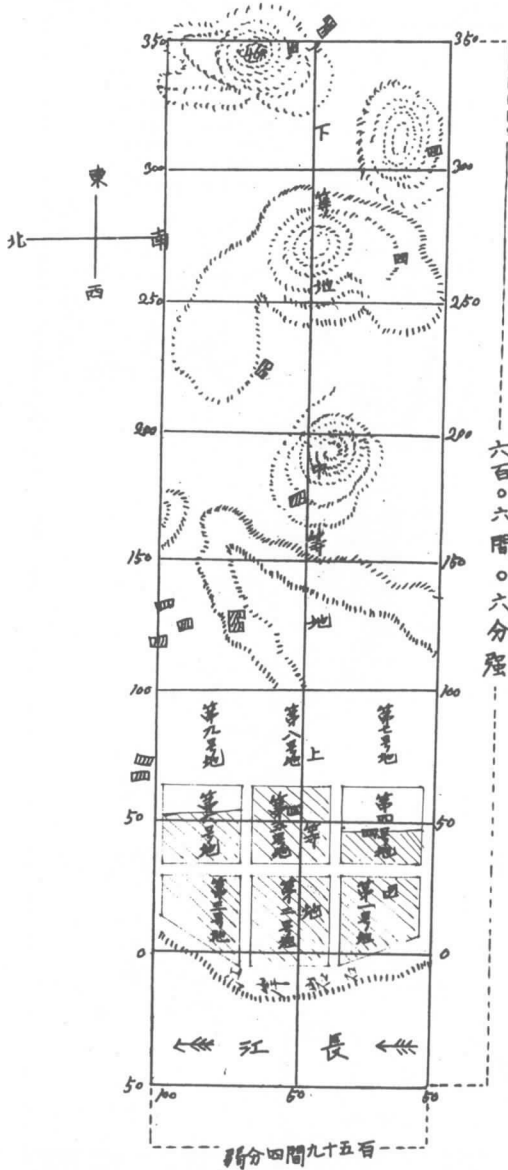 350
350
466
下
300
300
等
東
北
南
西
地
250
250
200
200
中
150
150
等
地
100
100
六百〇六間〇六分強
第九号地
第八号地
第七号地
上
第六号地
第五号地
第四号地
50
50
等
第三号地
第二号地
第一号地
地
0
0
長江
50
100
50
50
百五十九間四分弱